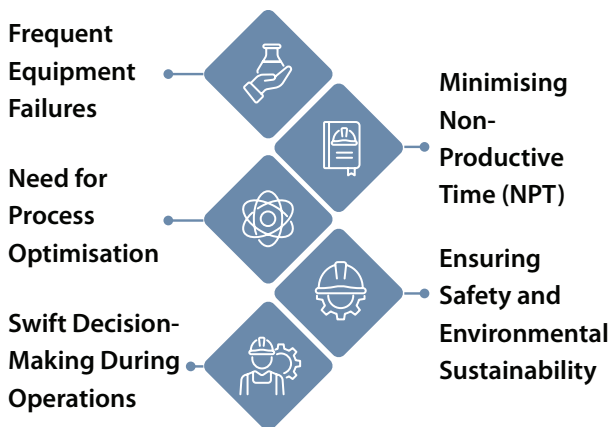 Frequent
Equipment
Failures
Minimising
Non-
Productive
Time (NPT)
Need for
Process
Optimisation
Ensuring
Safety and
Environmental
Sustainability
Swift Decision-
Making During
Operations